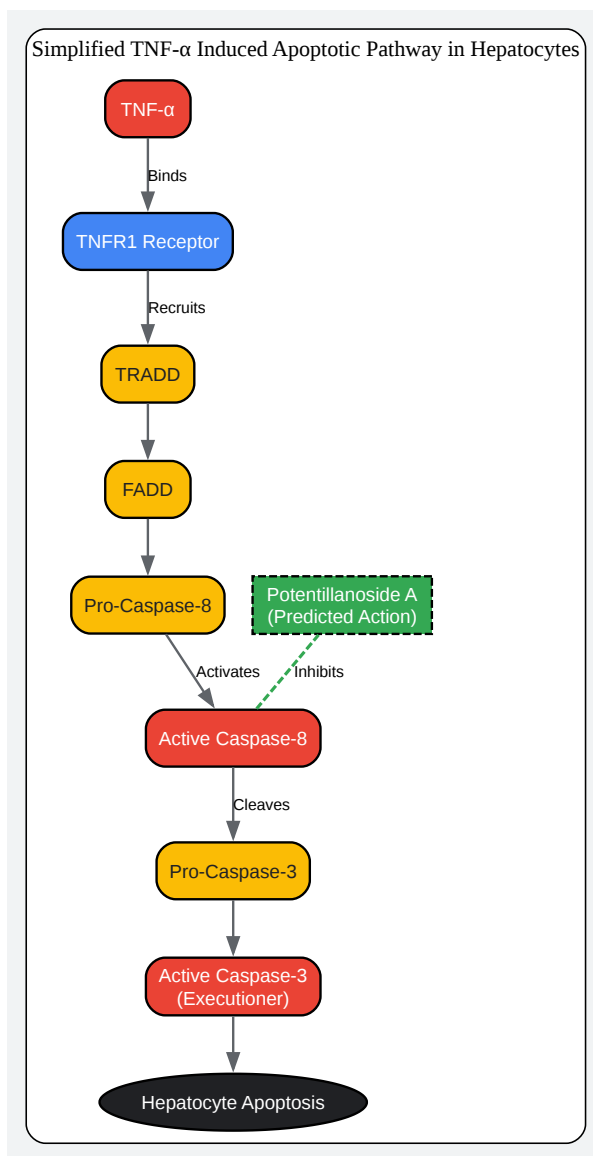 Simplified TNF-α Induced Apoptotic Pathway in Hepatocytes
TNF-α
Binds
TNFR1 Receptor
Recruits
TRADD
FADD
Pro-Caspase-8
Potentillanoside A
(Predicted Action)
Activates
Inhibits
Active Caspase-8
Cleaves
Pro-Caspase-3
Active Caspase-3
(Executioner)
Hepatocyte Apoptosis